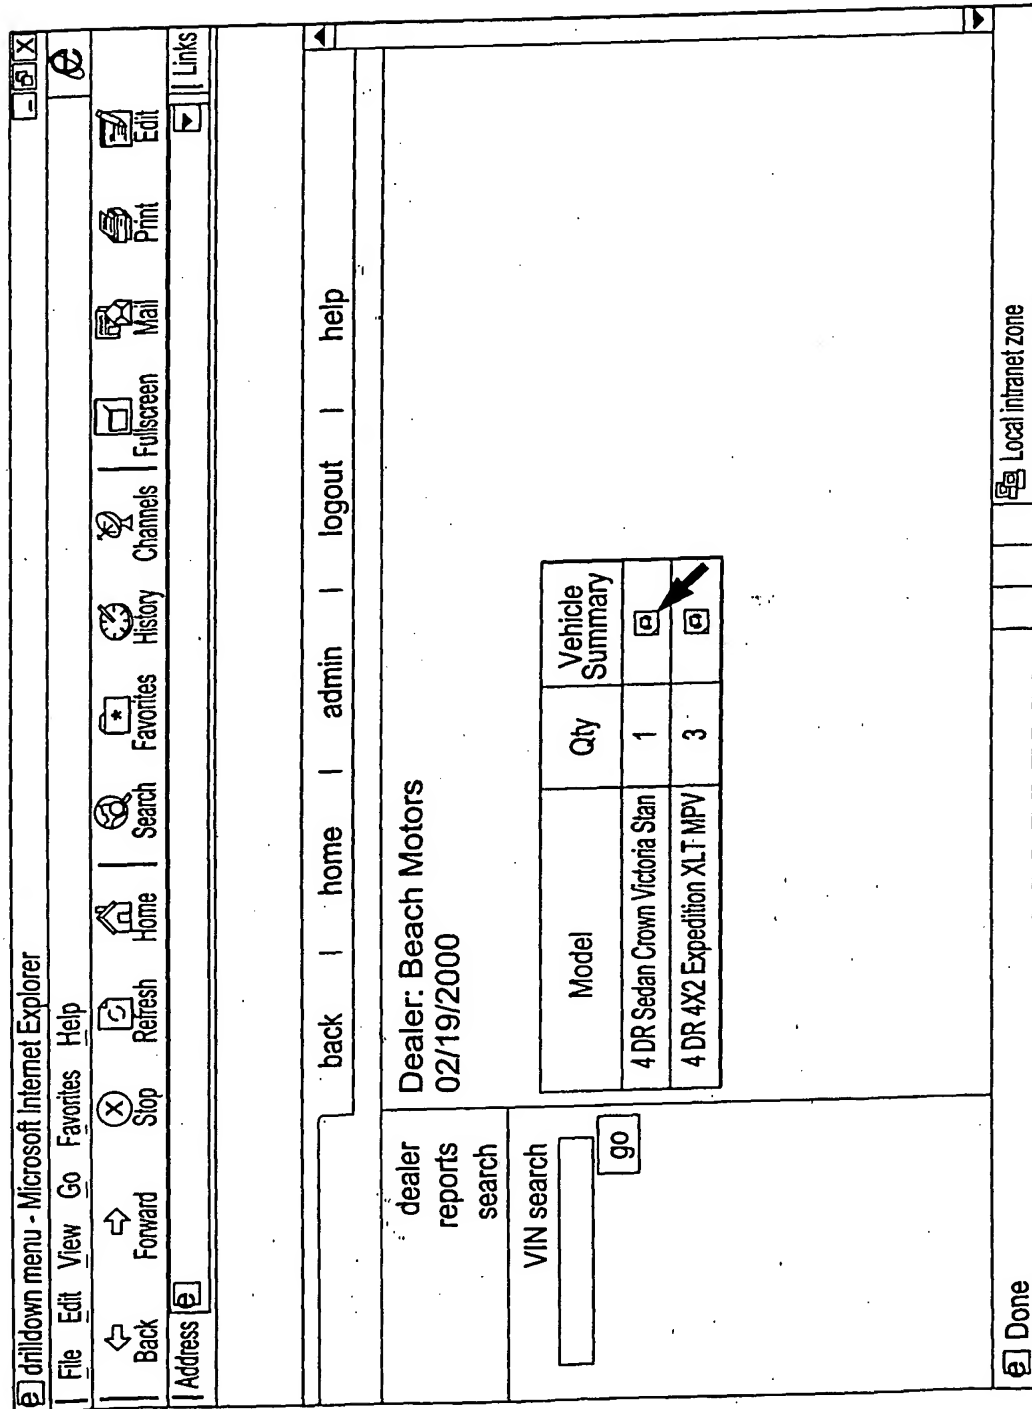 drilldown menu - Microsoft Internet Explorer
File Edit View Go Favorites Help
Back Forward Stop Refresh Home Search Favorites History Channels Fullscreen Mail Print Edit
Address Links
back | home | admin | logout | help
dealer
reports
search
VIN search
go
Dealer: Beach Motors
02/19/2000
Model Qty Vehicle Summary
4 DR Sedan Crown Victoria Stan 1
4 DR 4X2 Expedition XLT MPV 3
Done Local intranet zone